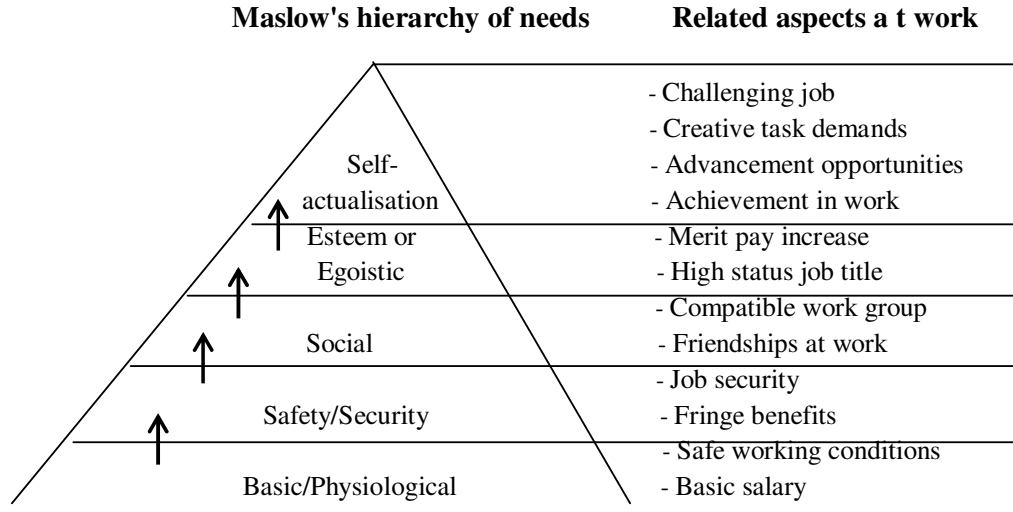 Maslow's hierarchy of needs Related aspects a t work
- Challenging job
- Creative task demands
Self- - Advancement opportunities
actualisation - Achievement in work
Esteem or - Merit pay increase
Egoistic - High status job title
- Compatible work group
Social - Friendships at work
- Job security
Safety/Security - Fringe benefits
- Safe working conditions
Basic/Physiological - Basic salary